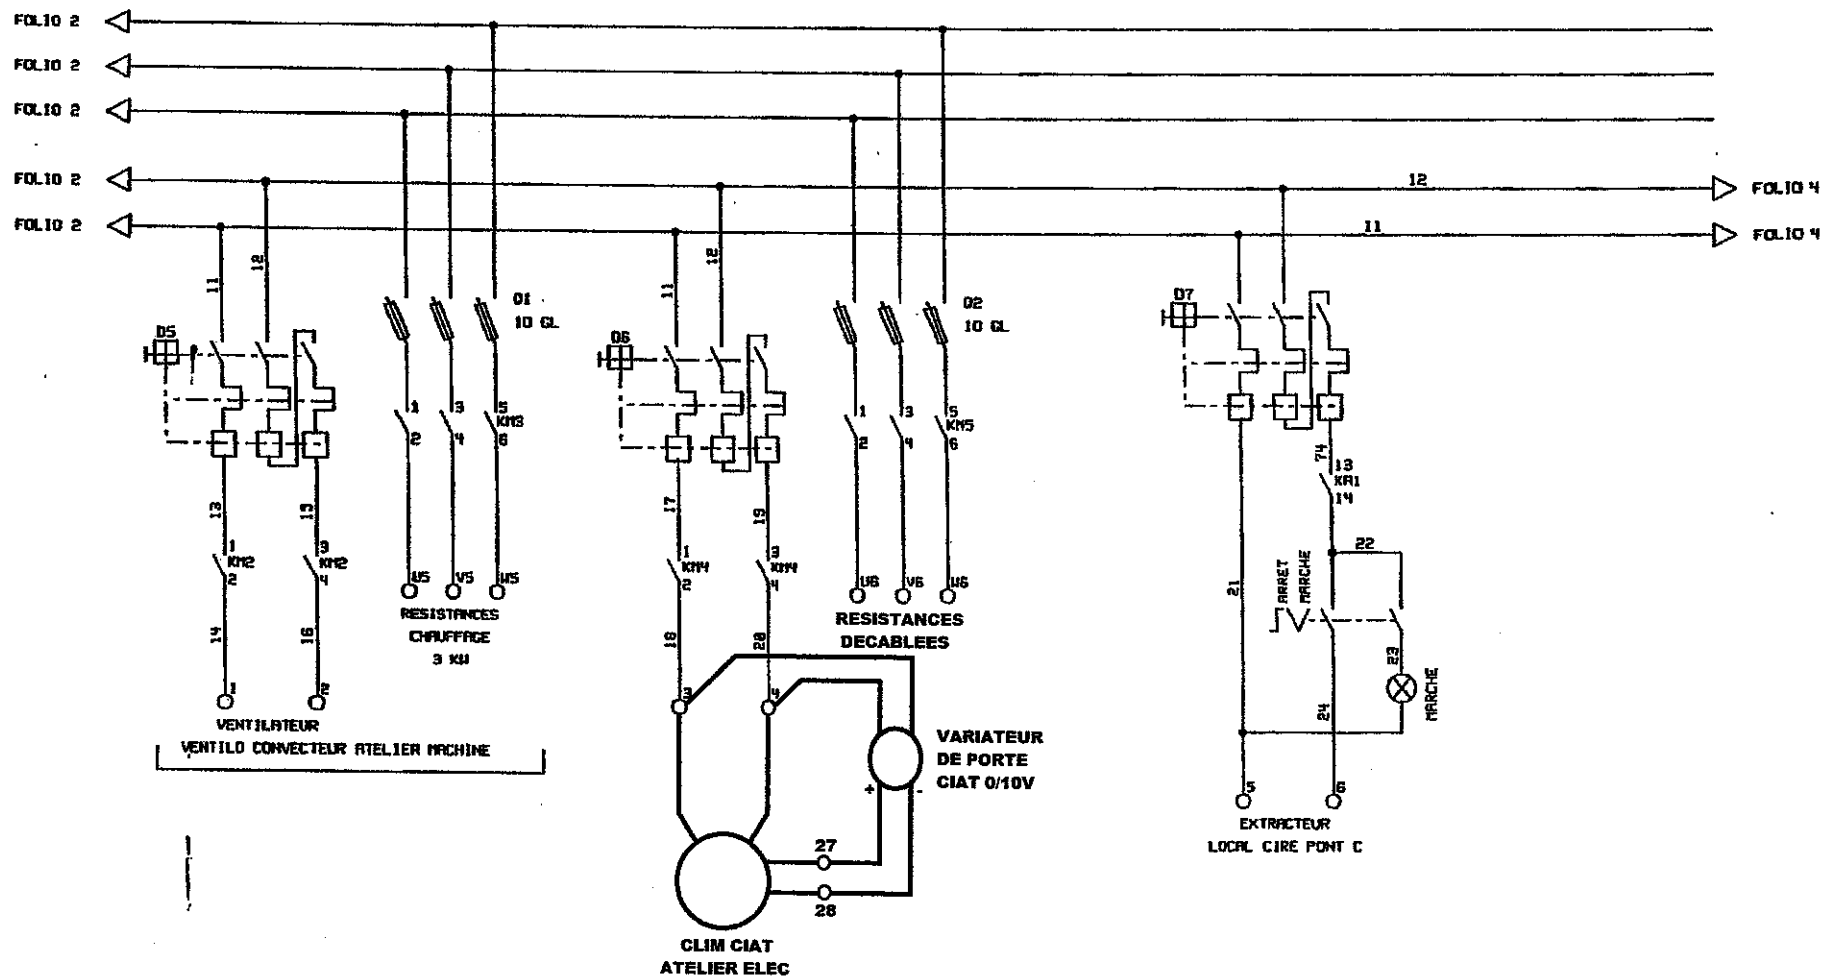 FOLIO 2
FOLIO 2
FOLIO 2
FOLIO 2
12
FOLIO 4
FOLIO 2
11
FOLIO 4
11
12
11
12
D5
Q1
10 GL
D6
Q2
10 GL
D7
1
3
5
KM3
2
4
6
1
3
5
KM5
2
4
6
74
13
KA1
14
13
15
17
19
1
KM2
2
3
KM2
4
1
KM4
2
3
KM4
4
22
ARRET
MARCHE
21
U5
V5
W5
U6
V6
W6
RESISTANCES
CHAUFFAGE
3 KW
RESISTANCES
DECABLEES
14
16
18
20
23
MARCHE
24
1
2
3
4
VENTILATEUR
VENTILO CONVECTEUR ATELIER MACHINE
VARIATEUR
DE PORTE
CIAT 0/10V
+
-
5
6
EXTRACTEUR
LOCAL CIRE PONT C
27
28
CLIM CIAT
ATELIER ELEC